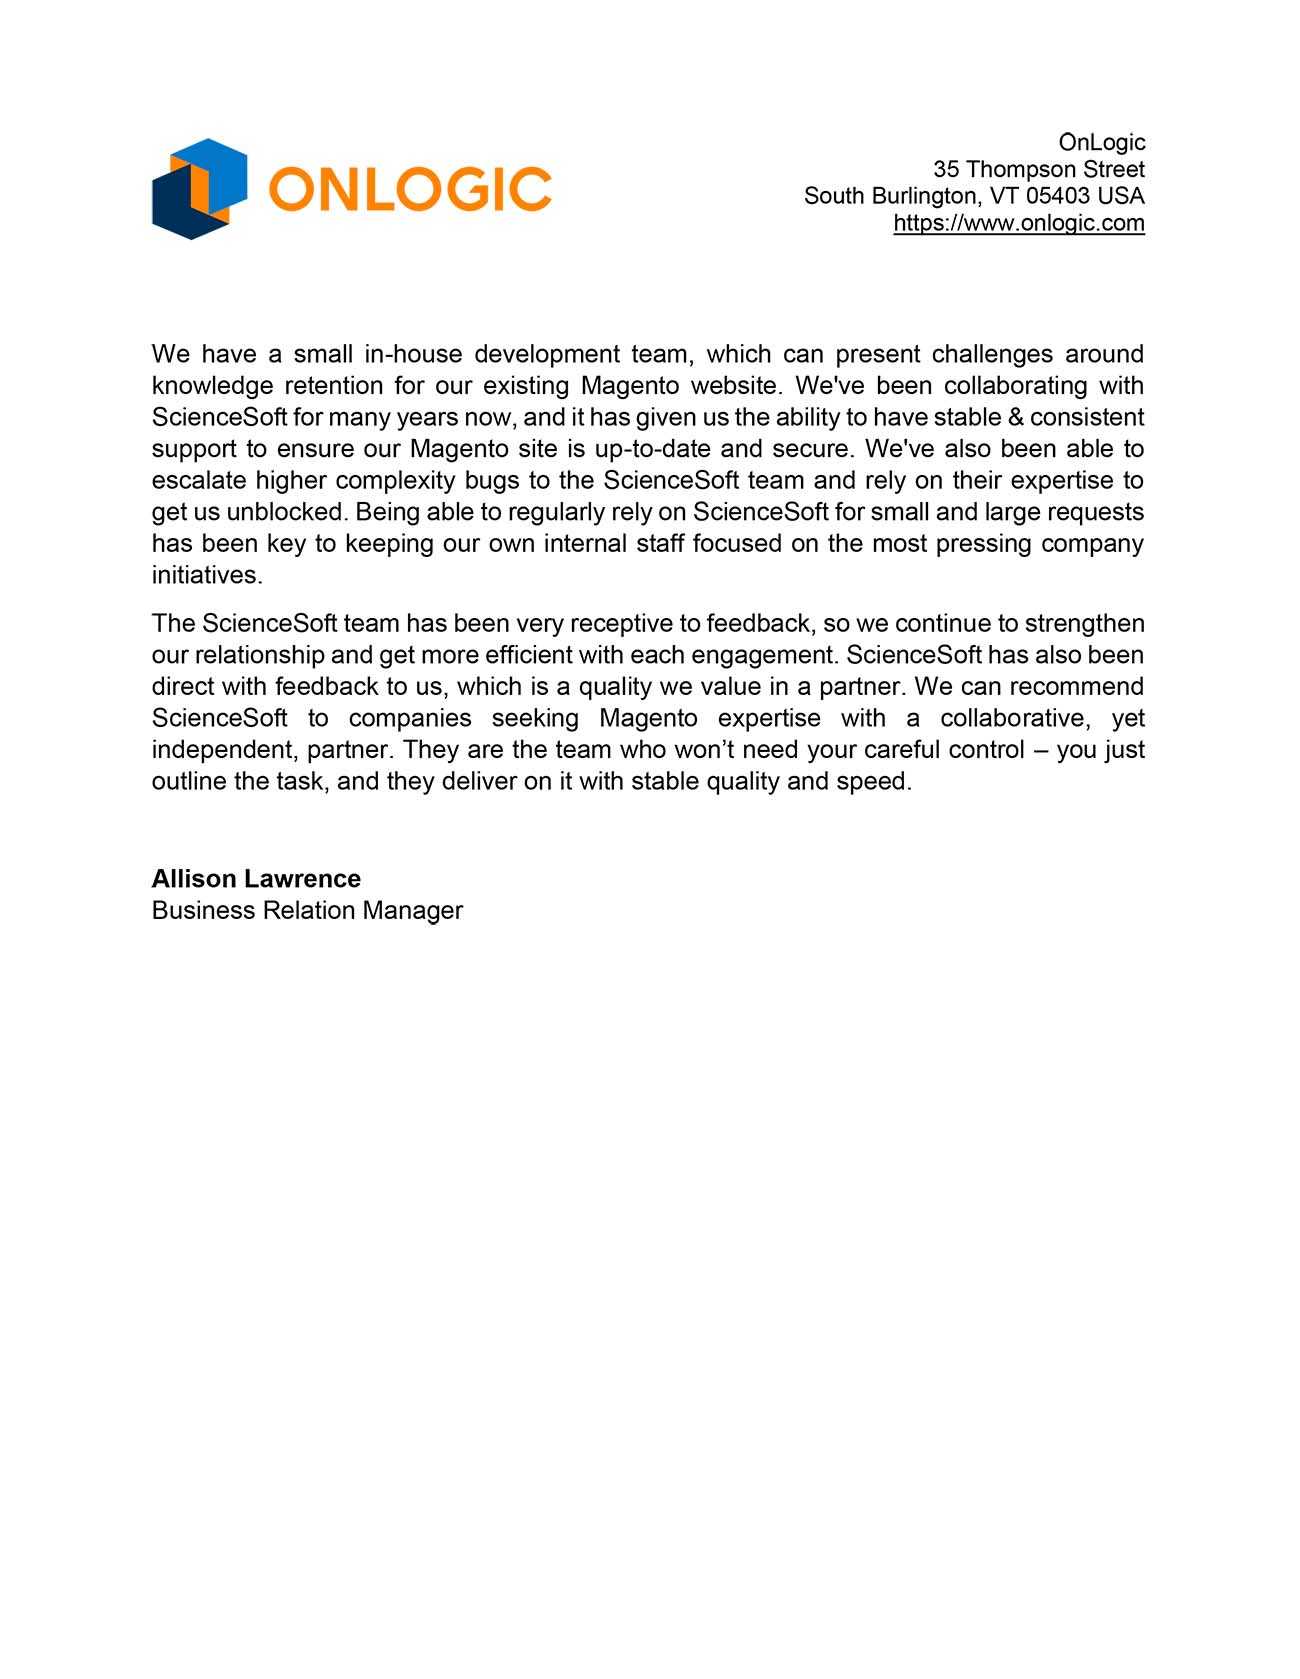 ONLOGIC
OnLogic
35 Thompson Street
South Burlington, VT 05403 USA
https://www.onlogic.com
We have a small in-house development team, which can present challenges around
knowledge retention for our existing Magento website. We've been collaborating with
ScienceSoft for many years now, and it has given us the ability to have stable & consistent
support to ensure our Magento site is up-to-date and secure. We've also been able to
escalate higher complexity bugs to the ScienceSoft team and rely on their expertise to
get us unblocked. Being able to regularly rely on ScienceSoft for small and large requests
has been key to keeping our own internal staff focused on the most pressing company
initiatives.
The ScienceSoft team has been very receptive to feedback, so we continue to strengthen
our relationship and get more efficient with each engagement. ScienceSoft has also been
direct with feedback to us, which is a quality we value in a partner. We can recommend
ScienceSoft to companies seeking Magento expertise with a collaborative, yet
independent, partner. They are the team who won’t need your careful control – you just
outline the task, and they deliver on it with stable quality and speed.
Allison Lawrence
Business Relation Manager